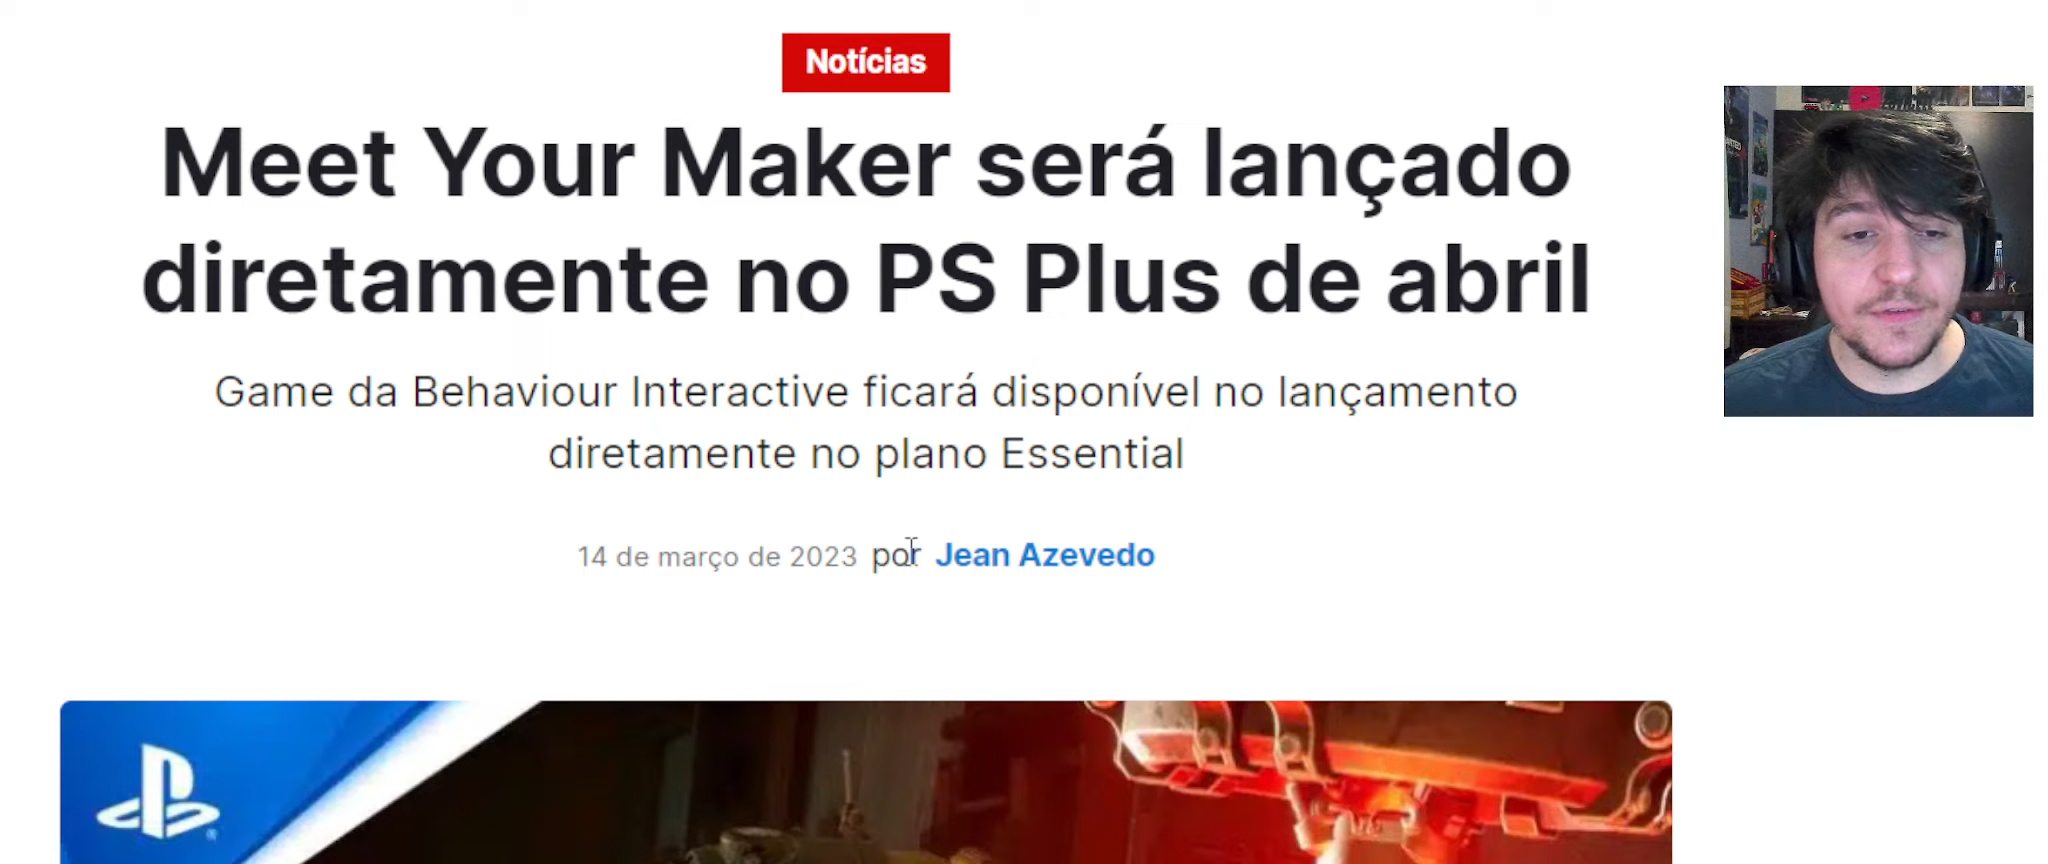 Notícias
Meet Your Maker será lançado
diretamente no PS Plus de abril
Game da Behaviour Interactive ficará disponível no lançamento
diretamente no plano Essential
14 de março de 2023 por Jean Azevedo